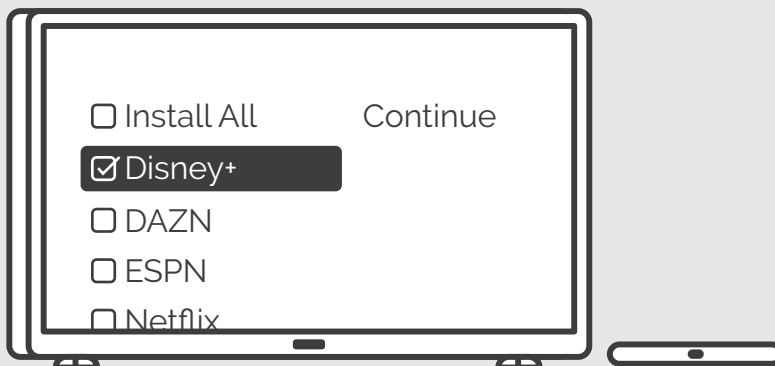 Install All
Continue
Disney+
DAZN
ESPN
Netflix